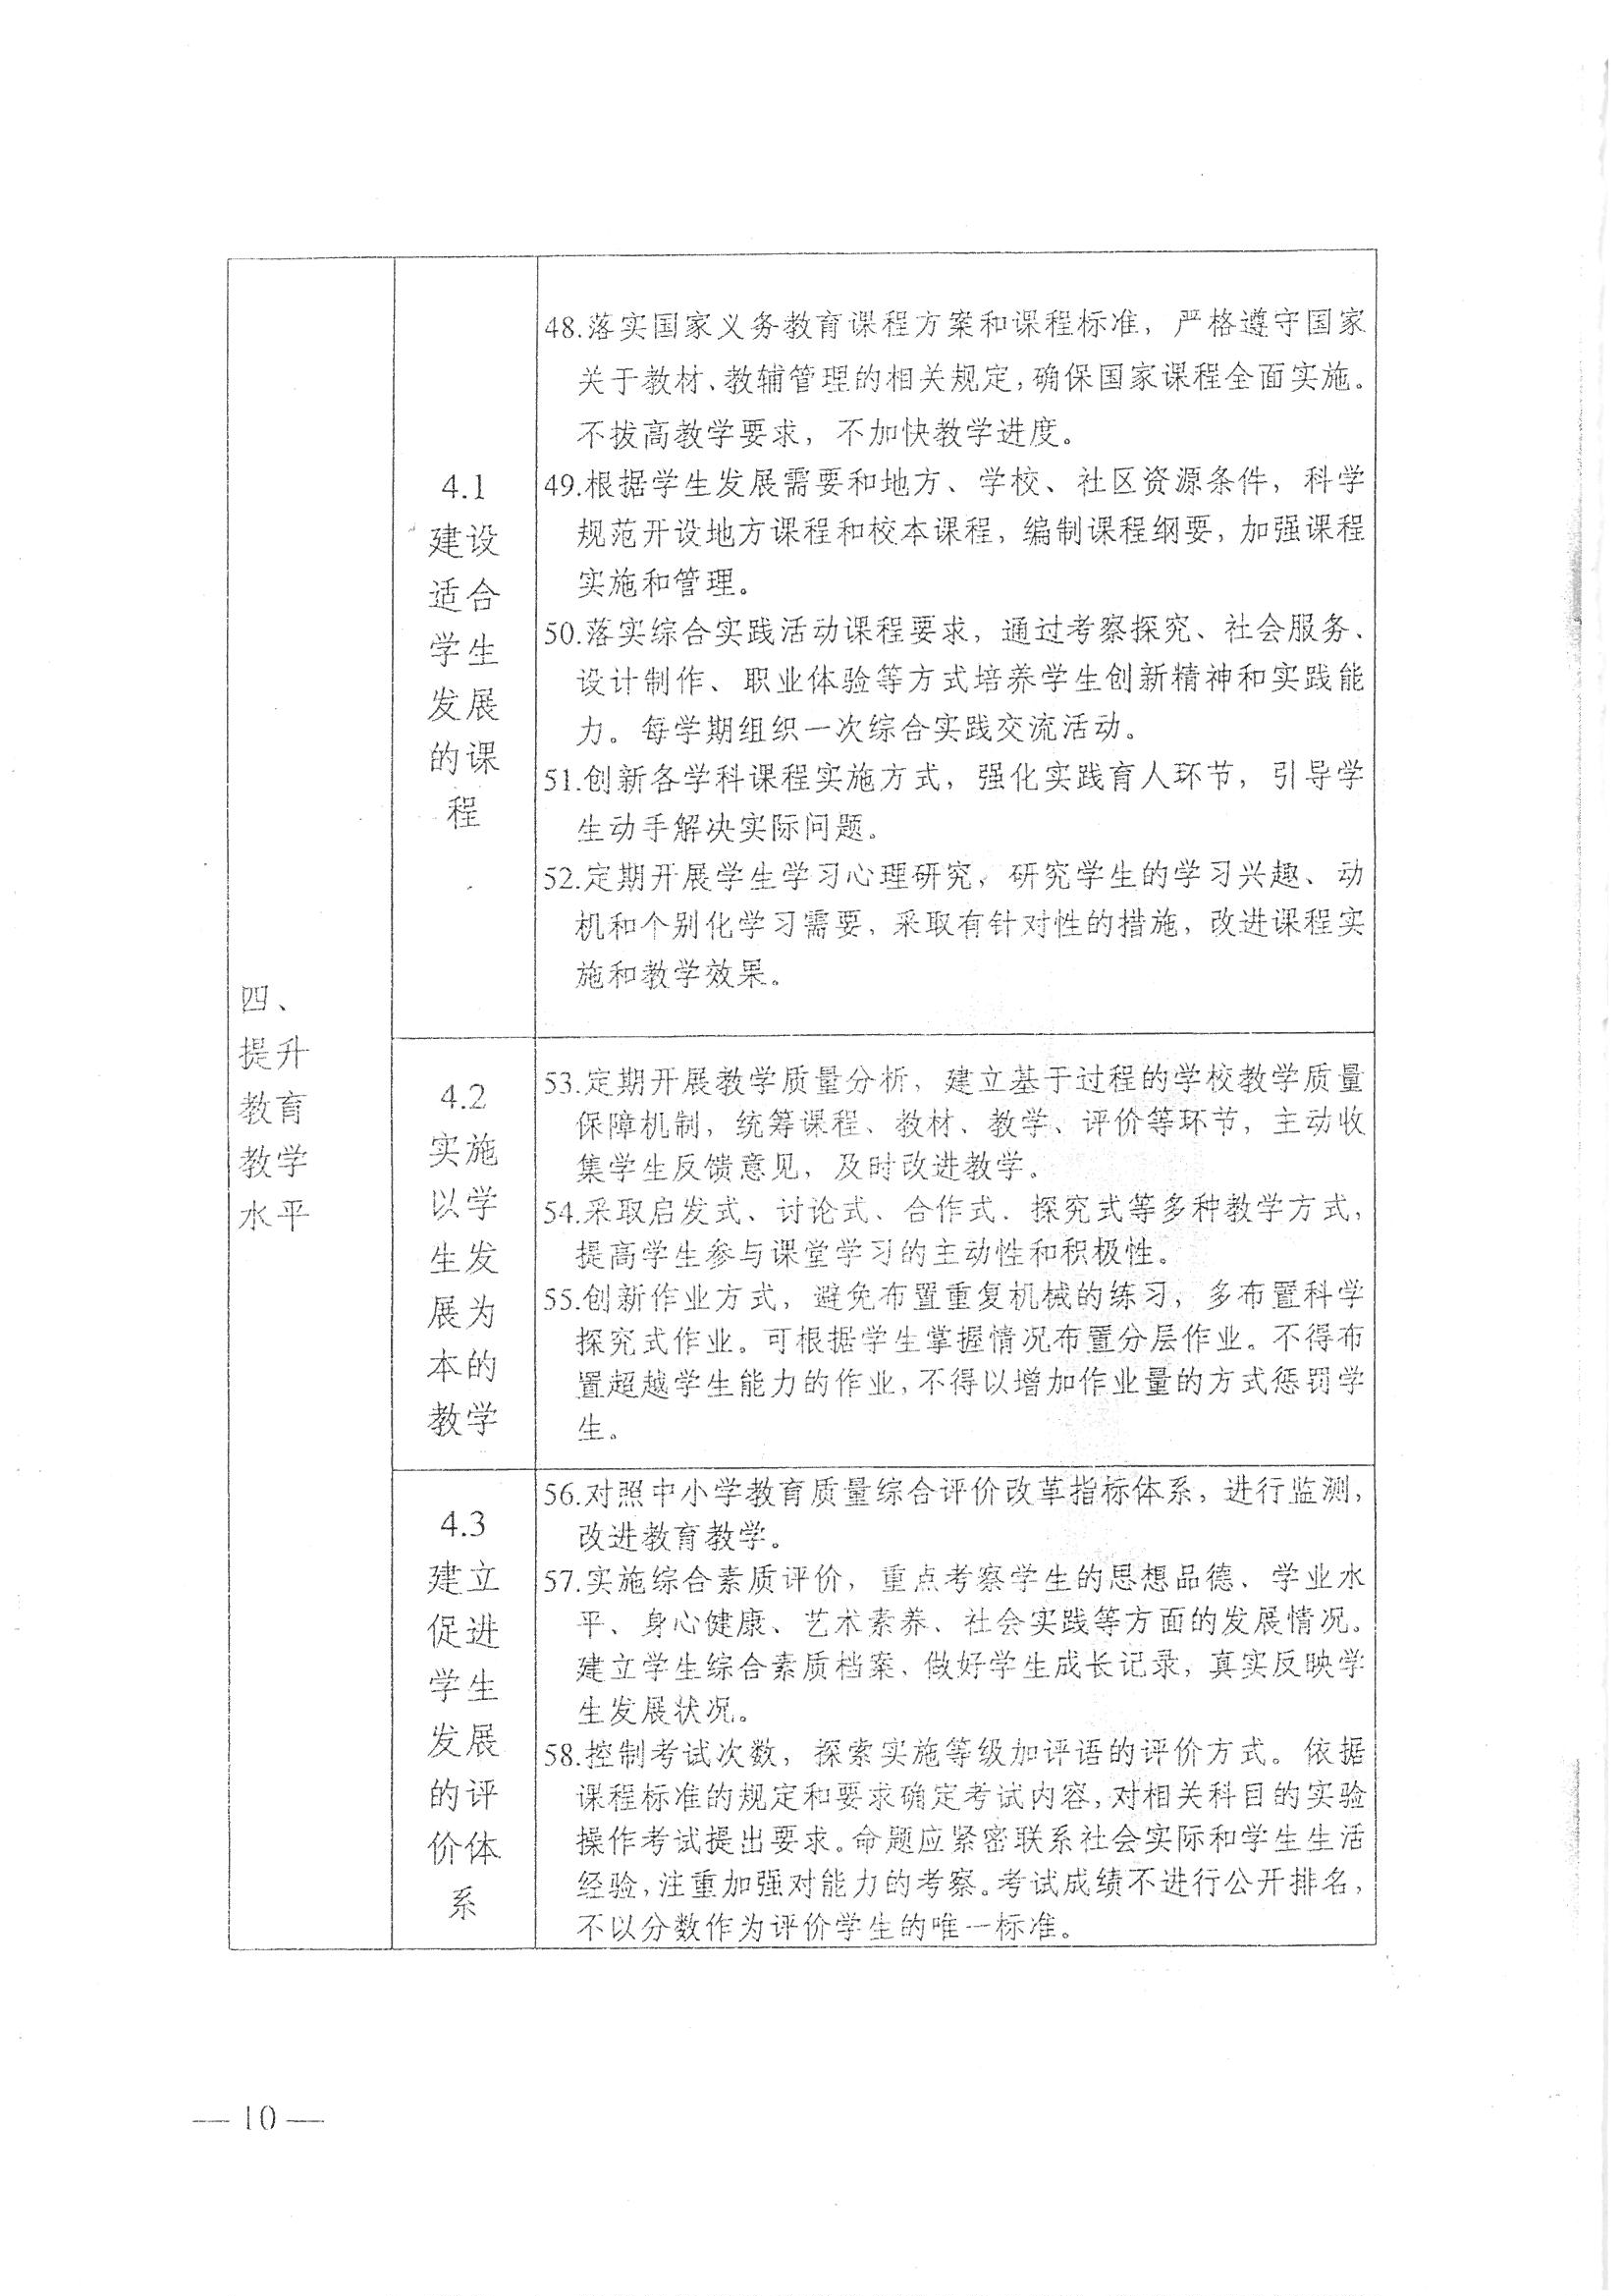 四、
提升
教育
教学
水平
4.1
建设
适合
学生
发展
的课
程
48.落实国家义务教育课程方案和课程标准，严格遵守国家
关于教材、教辅管理的相关规定，确保国家课程全面实施。
不拔高教学要求，不加快教学进度。
49.根据学生发展需要和地方、学校、社区资源条件，科学
规范开设地方课程和校本课程，编制课程纲要，加强课程
实施和管理。
50.落实综合实践活动课程要求，通过考察探究、社会服务、
设计制作、职业体验等方式培养学生创新精神和实践能
力。每学期组织一次综合实践交流活动。
51.创新各学科课程实施方式，强化实践育人环节，引导学
生动手解决实际问题。
52.定期开展学生学习心理研究，研究学生的学习兴趣、动
机和个别化学习需要，采取有针对性的措施，改进课程实
施和教学效果。
4.2
实施
以学
生发
展为
本的
教学
53.定期开展教学质量分析，建立基于过程的学校教学质量
保障机制，统筹课程、教材、教学、评价等环节，主动收
集学生反馈意见，及时改进教学。
54.采取启发式、讨论式、合作式、探究式等多种教学方式，
提高学生参与课堂学习的主动性和积极性。
55.创新作业方式，避免布置重复机械的练习，多布置科学
探究式作业。可根据学生掌握情况布置分层作业。不得布
置超越学生能力的作业，不得以增加作业量的方式惩罚学
生。
4.3
建立
促进
学生
发展
的评
价体
系
56.对照中小学教育质量综合评价改革指标体系，进行监测，
改进教育教学。
57.实施综合素质评价，重点考察学生的思想品德、学业水
平、身心健康、艺术素养、社会实践等方面的发展情况。
建立学生综合素质档案，做好学生成长记录，真实反映学
生发展状况。
58.控制考试次数，探索实施等级加评语的评价方式。依据
课程标准的规定和要求确定考试内容，对相关科目的实验
操作考试提出要求。命题应紧密联系社会实际和学生生活
经验，注重加强对能力的考察。考试成绩不进行公开排名，
不以分数作为评价学生的唯一标准。
— 10 —